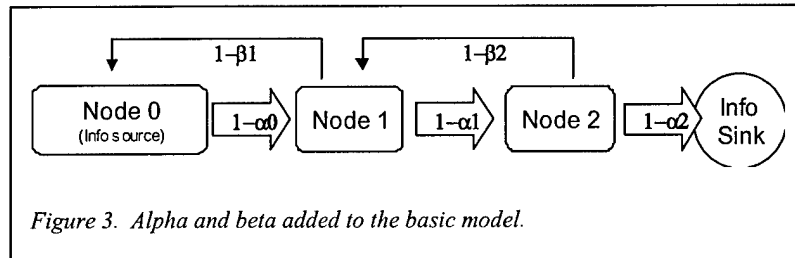 1–β1
1–β2
Node 0
(Info source)
1–α0
Node 1
1–α1
Node 2
1–α2
Info
Sink
Figure 3. Alpha and beta added to the basic model.